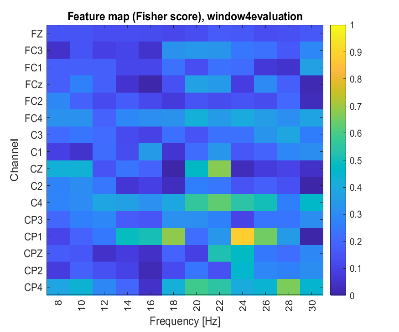 Feature map (Fisher score), window4evaluation
Channel
FZ
FC3
FC1
FCz
FC2
FC4
C3
C1
CZ
C2
C4
CP3
CP1
CPZ
CP2
CP4
8 10 12 14 16 18 20 22 24 26 28 30
Frequency [Hz]
1
0.9
0.8
0.7
0.6
0.5
0.4
0.3
0.2
0.1
0